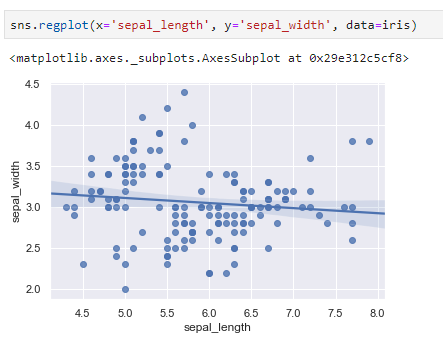 sns.regplot(x='sepal_length', y='sepal_width', data=iris)
<matplotlib.axes._subplots.AxesSubplot at 0x29e312c5cf8>
4.5
4.0
3.5
3.0
2.5
2.0
sepal_width
4.5 5.0 5.5 6.0 6.5 7.0 7.5 8.0
sepal_length